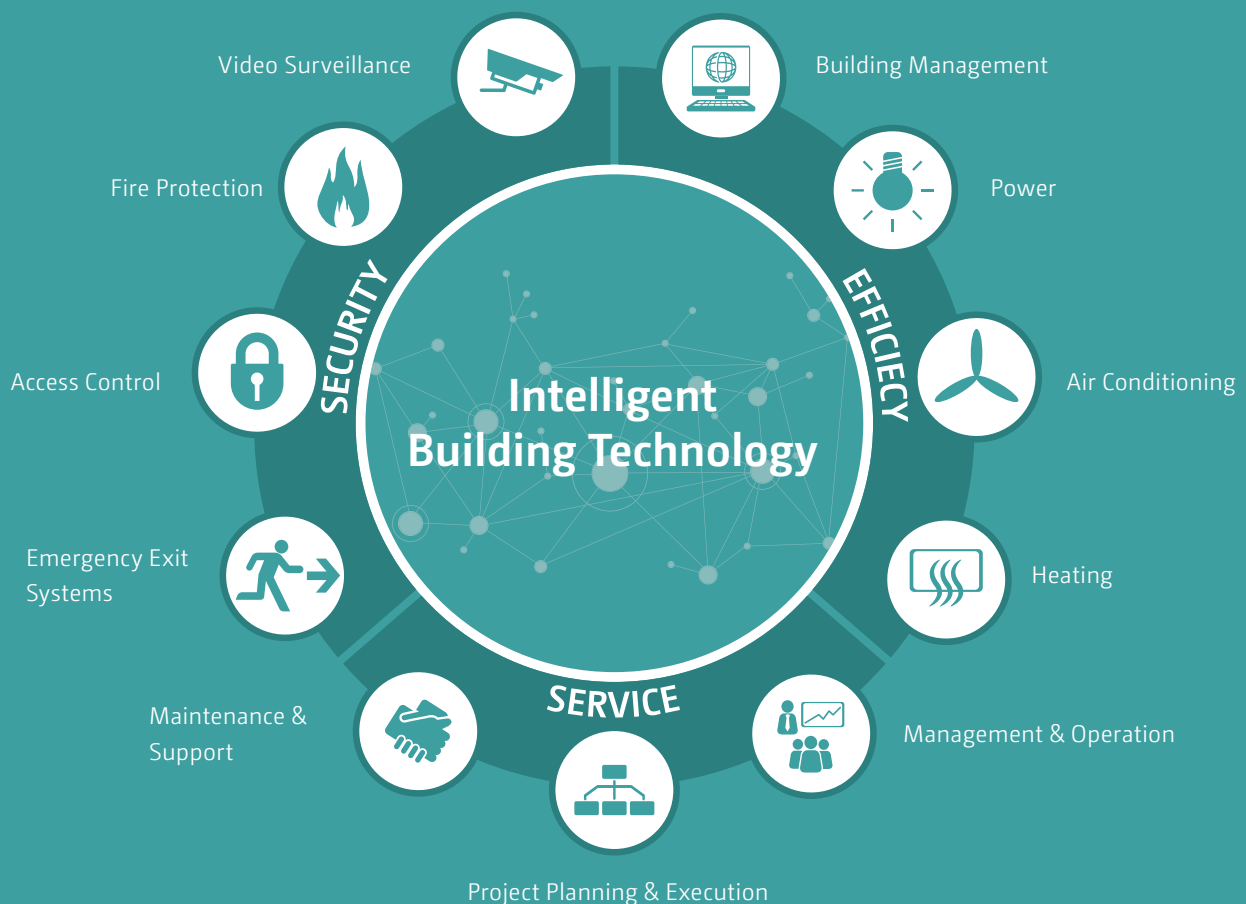 Video Surveillance
Building Management
Fire Protection
Power
SECURITY
EFFICIECY
Access Control
Air Conditioning
Intelligent
Building Technology
Emergency Exit
Systems
Heating
SERVICE
Maintenance &
Support
Management & Operation
Project Planning & Execution